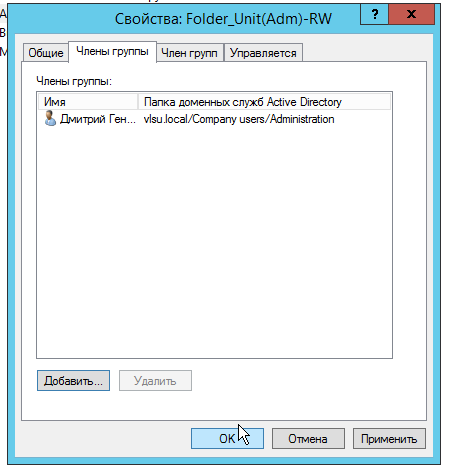 Свойства: Folder_Unit(Adm)-RW
? x
А
В
М
Общие Члены группы Член групп Управляется
Члены группы:
Имя Папка доменных служб Active Directory
Дмитрий Ген... vlsu.local/Company users/Administration
Добавить... Удалить
OK Отмена Применить